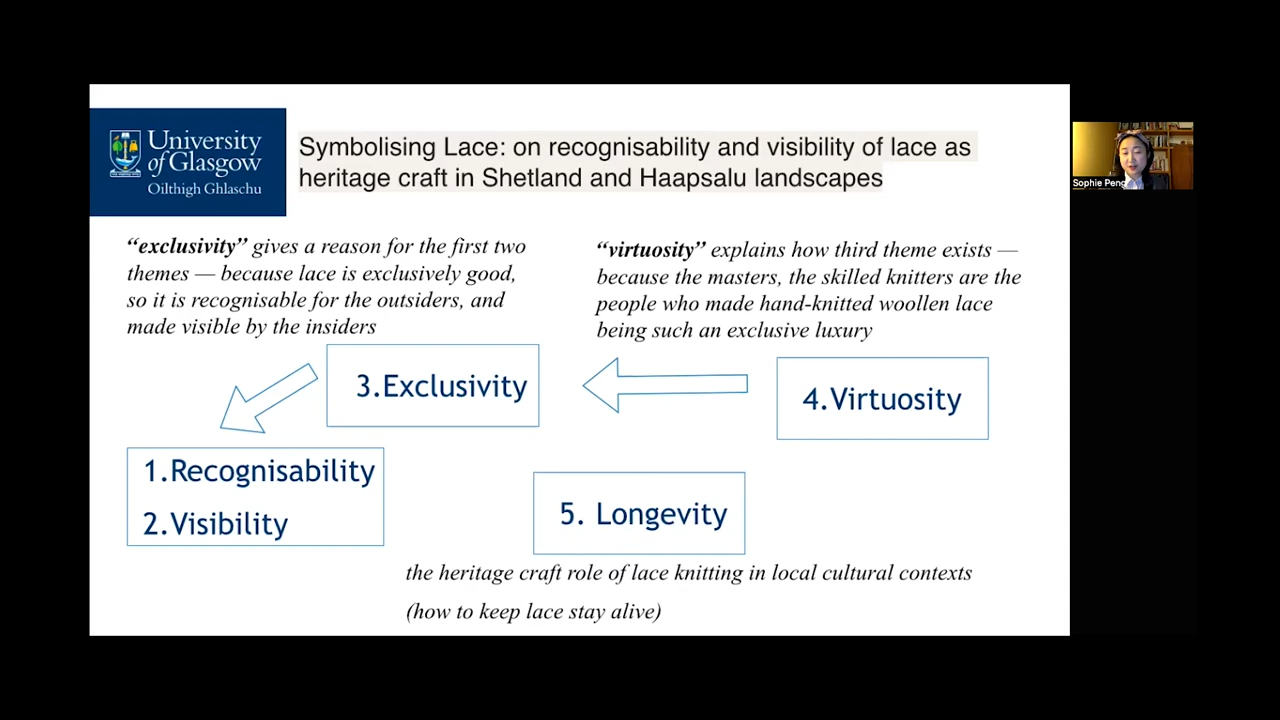 University
of Glasgow
Oilthigh Ghlaschu
Symbolising Lace: on recognisability and visibility of lace as
heritage craft in Shetland and Haapsalu landscapes
Sophie Peng
“exclusivity” gives a reason for the first two
themes — because lace is exclusively good,
so it is recognisable for the outsiders, and
made visible by the insiders
“virtuosity” explains how third theme exists —
because the masters, the skilled knitters are the
people who made hand-knitted woollen lace
being such an exclusive luxury
3.Exclusivity
4.Virtuosity
1.Recognisability
2.Visibility
5. Longevity
the heritage craft role of lace knitting in local cultural contexts
(how to keep lace stay alive)